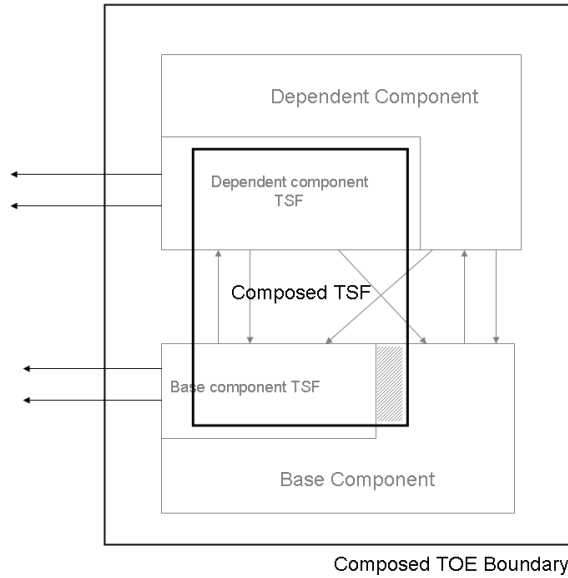 Dependent Component
Dependent component
TSF
Composed TSF
Base component TSF
Base Component
Composed TOE Boundary